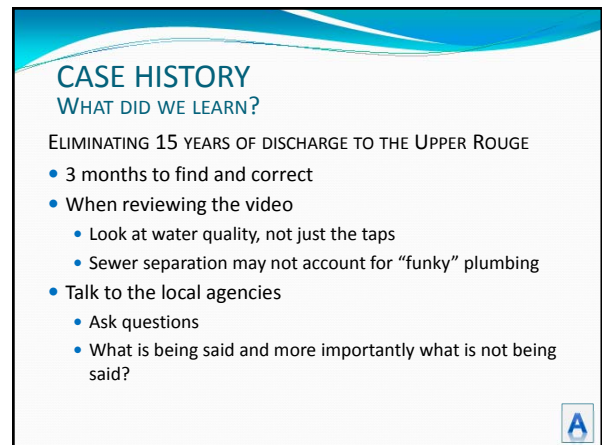 CASE HISTORY
WHAT DID WE LEARN?
ELIMINATING 15 YEARS OF DISCHARGE TO THE UPPER ROUGE
• 3 months to find and correct
• When reviewing the video
• Look at water quality, not just the taps
• Sewer separation may not account for “funky” plumbing
• Talk to the local agencies
• Ask questions
• What is being said and more importantly what is not being
said?
A